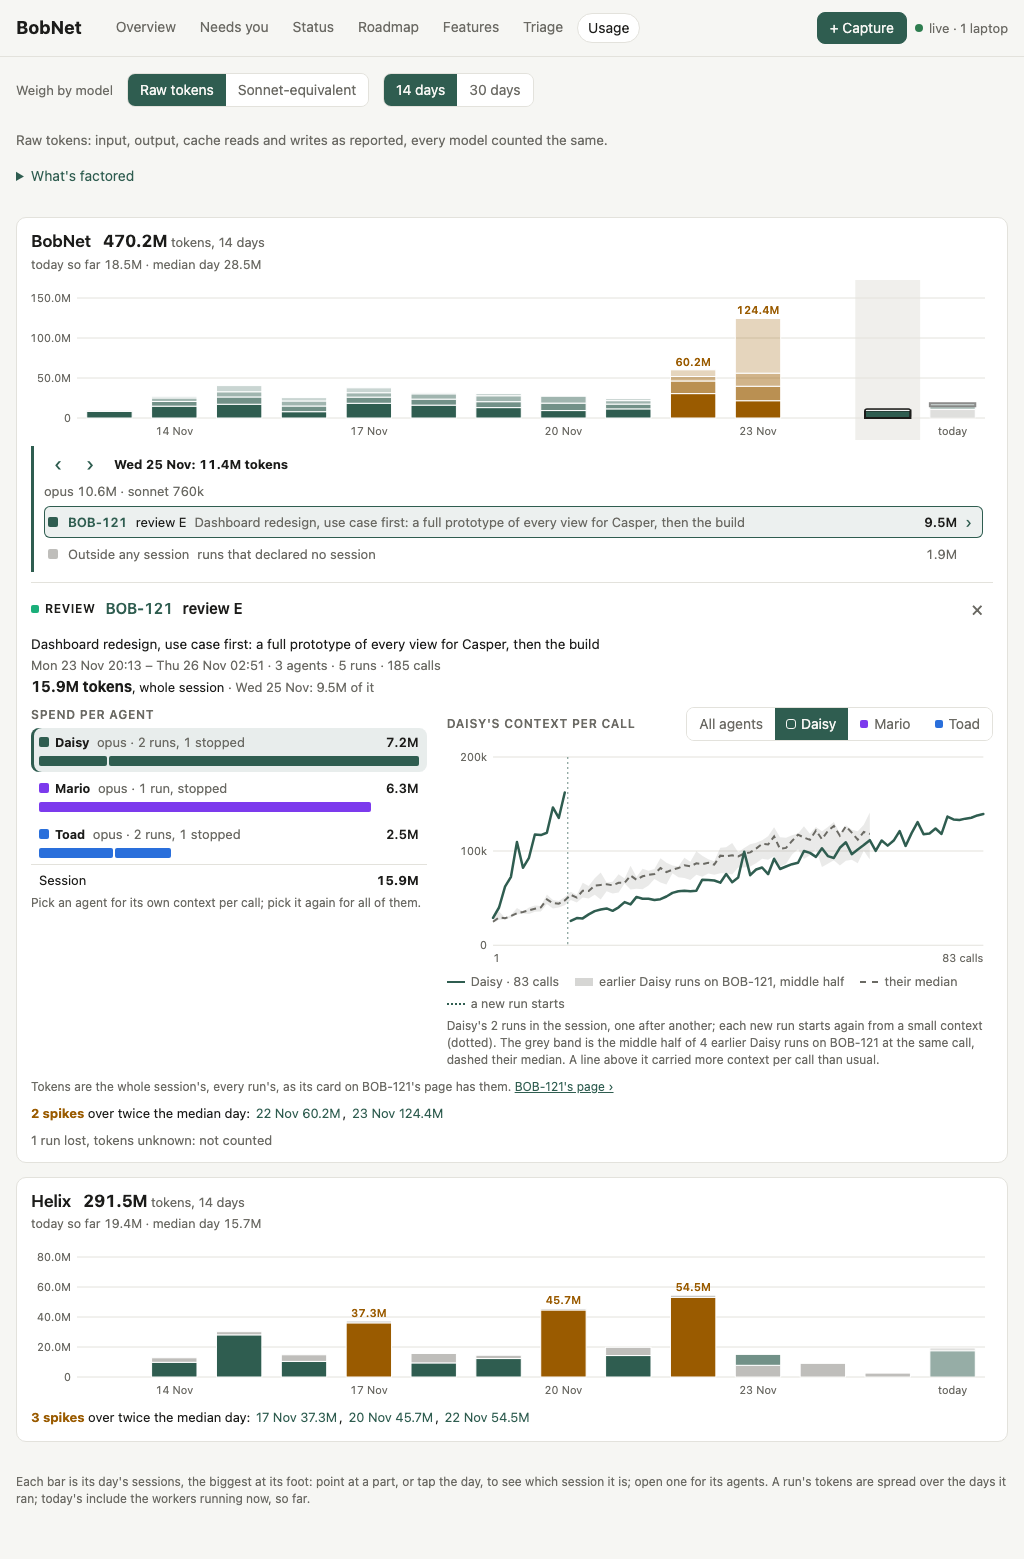 BobNet
Overview
Needs you
Status
Roadmap
Features
Triage
Usage
+ Capture
live · 1 laptop
Weigh by model
Raw tokens
Sonnet-equivalent
14 days
30 days
Raw tokens: input, output, cache reads and writes as reported, every model counted the same.
What's factored
BobNet 470.2M tokens, 14 days
today so far 18.5M · median day 28.5M
150.0M
100.0M
50.0M
0
60.2M
124.4M
14 Nov
17 Nov
20 Nov
23 Nov
today
‹ › Wed 25 Nov: 11.4M tokens
opus 10.6M · sonnet 760k
BOB-121 review E Dashboard redesign, use case first: a full prototype of every view for Casper, then the build 9.5M ›
Outside any session runs that declared no session 1.9M
REVIEW BOB-121 review E ×
Dashboard redesign, use case first: a full prototype of every view for Casper, then the build
Mon 23 Nov 20:13 – Thu 26 Nov 02:51 · 3 agents · 5 runs · 185 calls
15.9M tokens, whole session · Wed 25 Nov: 9.5M of it
SPEND PER AGENT
Daisy opus · 2 runs, 1 stopped 7.2M
Mario opus · 1 run, stopped 6.3M
Toad opus · 2 runs, 1 stopped 2.5M
Session 15.9M
Pick an agent for its own context per call; pick it again for all of them.
DAISY'S CONTEXT PER CALL
All agents
Daisy
Mario
Toad
200k
100k
0
1
83 calls
Daisy · 83 calls
earlier Daisy runs on BOB-121, middle half
their median
a new run starts
Daisy's 2 runs in the session, one after another; each new run starts again from a small context
(dotted). The grey band is the middle half of 4 earlier Daisy runs on BOB-121 at the same call,
dashed their median. A line above it carried more context per call than usual.
Tokens are the whole session's, every run's, as its card on BOB-121's page has them. BOB-121's page ›
2 spikes over twice the median day: 22 Nov 60.2M, 23 Nov 124.4M
1 run lost, tokens unknown: not counted
Helix 291.5M tokens, 14 days
today so far 19.4M · median day 15.7M
80.0M
60.0M
40.0M
20.0M
0
37.3M
45.7M
54.5M
14 Nov
17 Nov
20 Nov
23 Nov
today
3 spikes over twice the median day: 17 Nov 37.3M, 20 Nov 45.7M, 22 Nov 54.5M
Each bar is its day's sessions, the biggest at its foot: point at a part, or tap the day, to see which session it is; open one for its agents. A run's tokens are spread over the days it
ran; today's include the workers running now, so far.